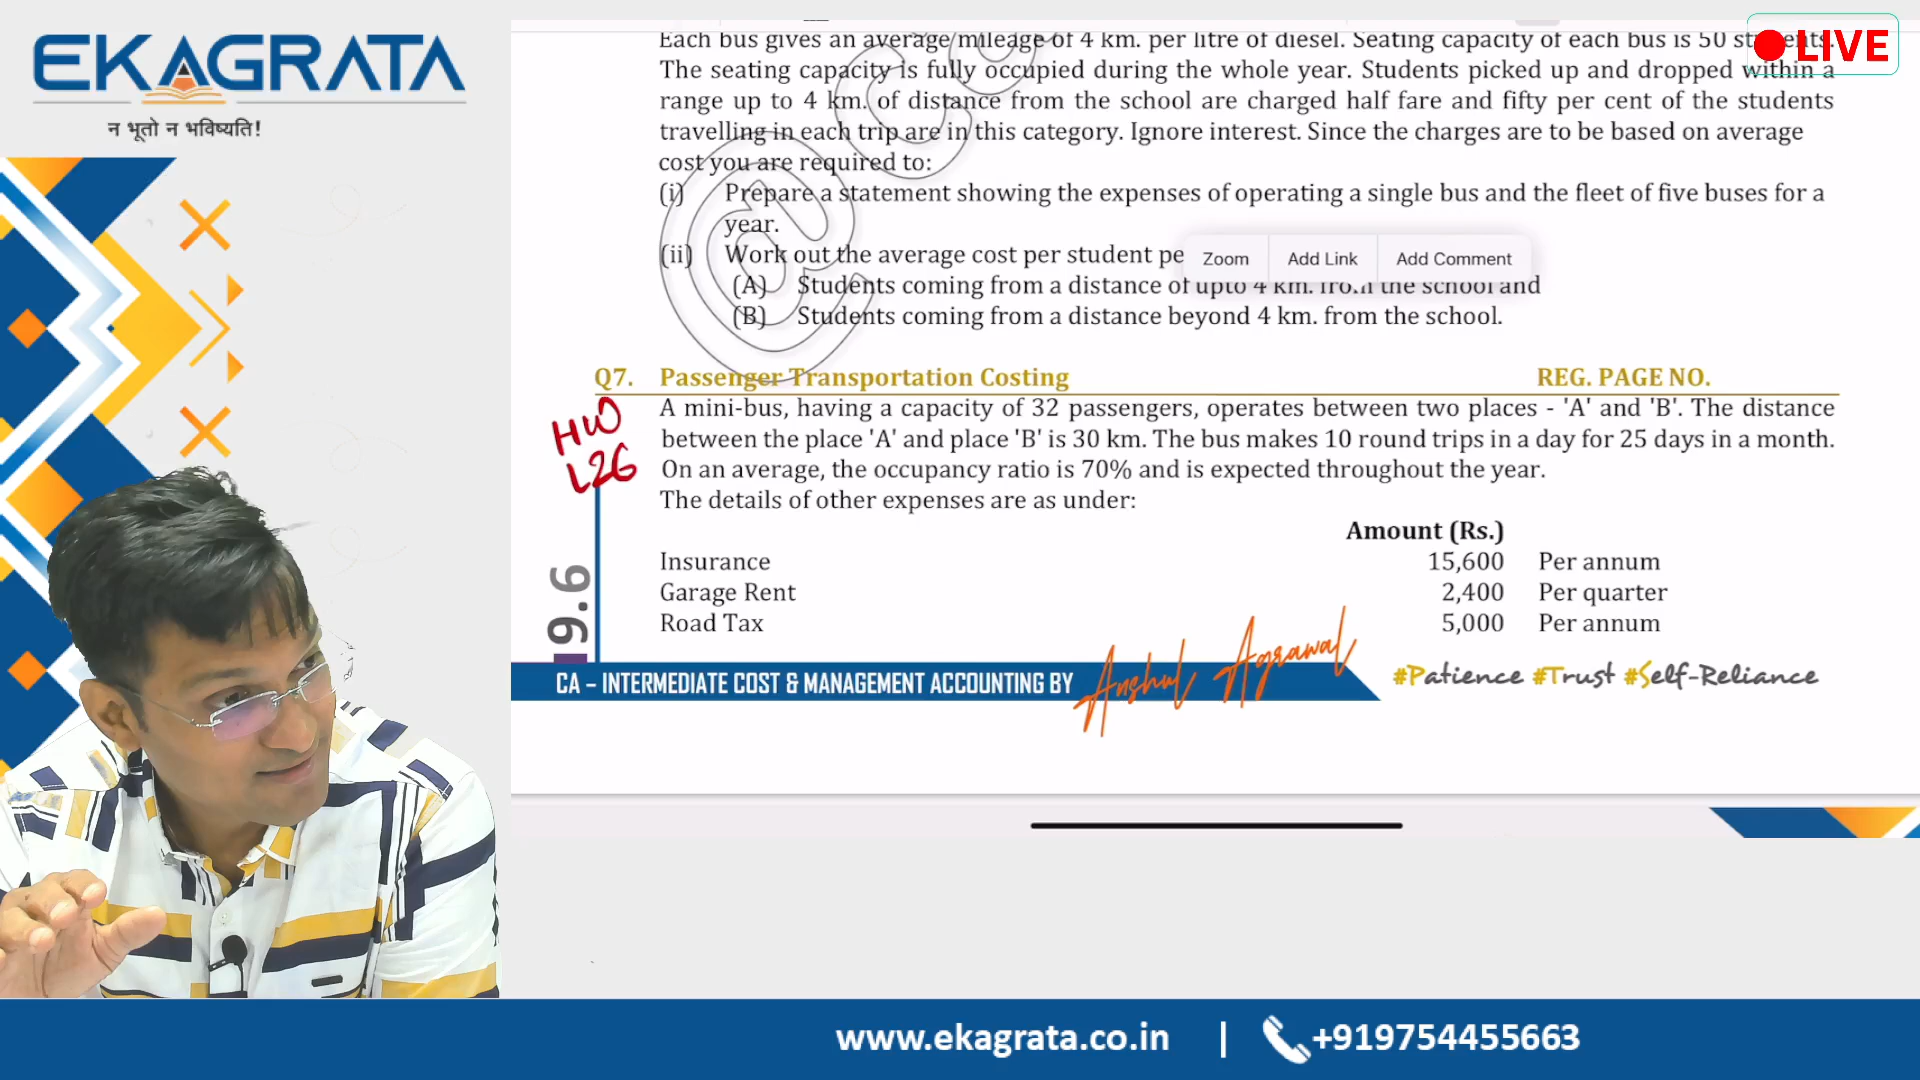 EKAGRATA
न भूतो न भविष्यति!
LIVE
Each bus gives an average mileage of 4 km. per litre of diesel. Seating capacity of each bus is 50 students.
The seating capacity is fully occupied during the whole year. Students picked up and dropped within a
range up to 4 km. of distance from the school are charged half fare and fifty per cent of the students
travelling in each trip are in this category. Ignore interest. Since the charges are to be based on average
cost you are required to:
(i) Prepare a statement showing the expenses of operating a single bus and the fleet of five buses for a
year.
(ii) Work out the average cost per student pe
Zoom Add Link Add Comment
(A) Students coming from a distance of upto 4 km. from the school and
(B) Students coming from a distance beyond 4 km. from the school.
Q7. Passenger Transportation Costing REG. PAGE NO.
HW
L26
A mini-bus, having a capacity of 32 passengers, operates between two places - 'A' and 'B'. The distance
between the place 'A' and place 'B' is 30 km. The bus makes 10 round trips in a day for 25 days in a month.
On an average, the occupancy ratio is 70% and is expected throughout the year.
The details of other expenses are as under:
Amount (Rs.)
Insurance 15,600 Per annum
Garage Rent 2,400 Per quarter
Road Tax 5,000 Per annum
19.6
CA – INTERMEDIATE COST & MANAGEMENT ACCOUNTING BY Anshul Agrawal
#Patience #Trust #Self-Reliance
www.ekagrata.co.in | +919754455663